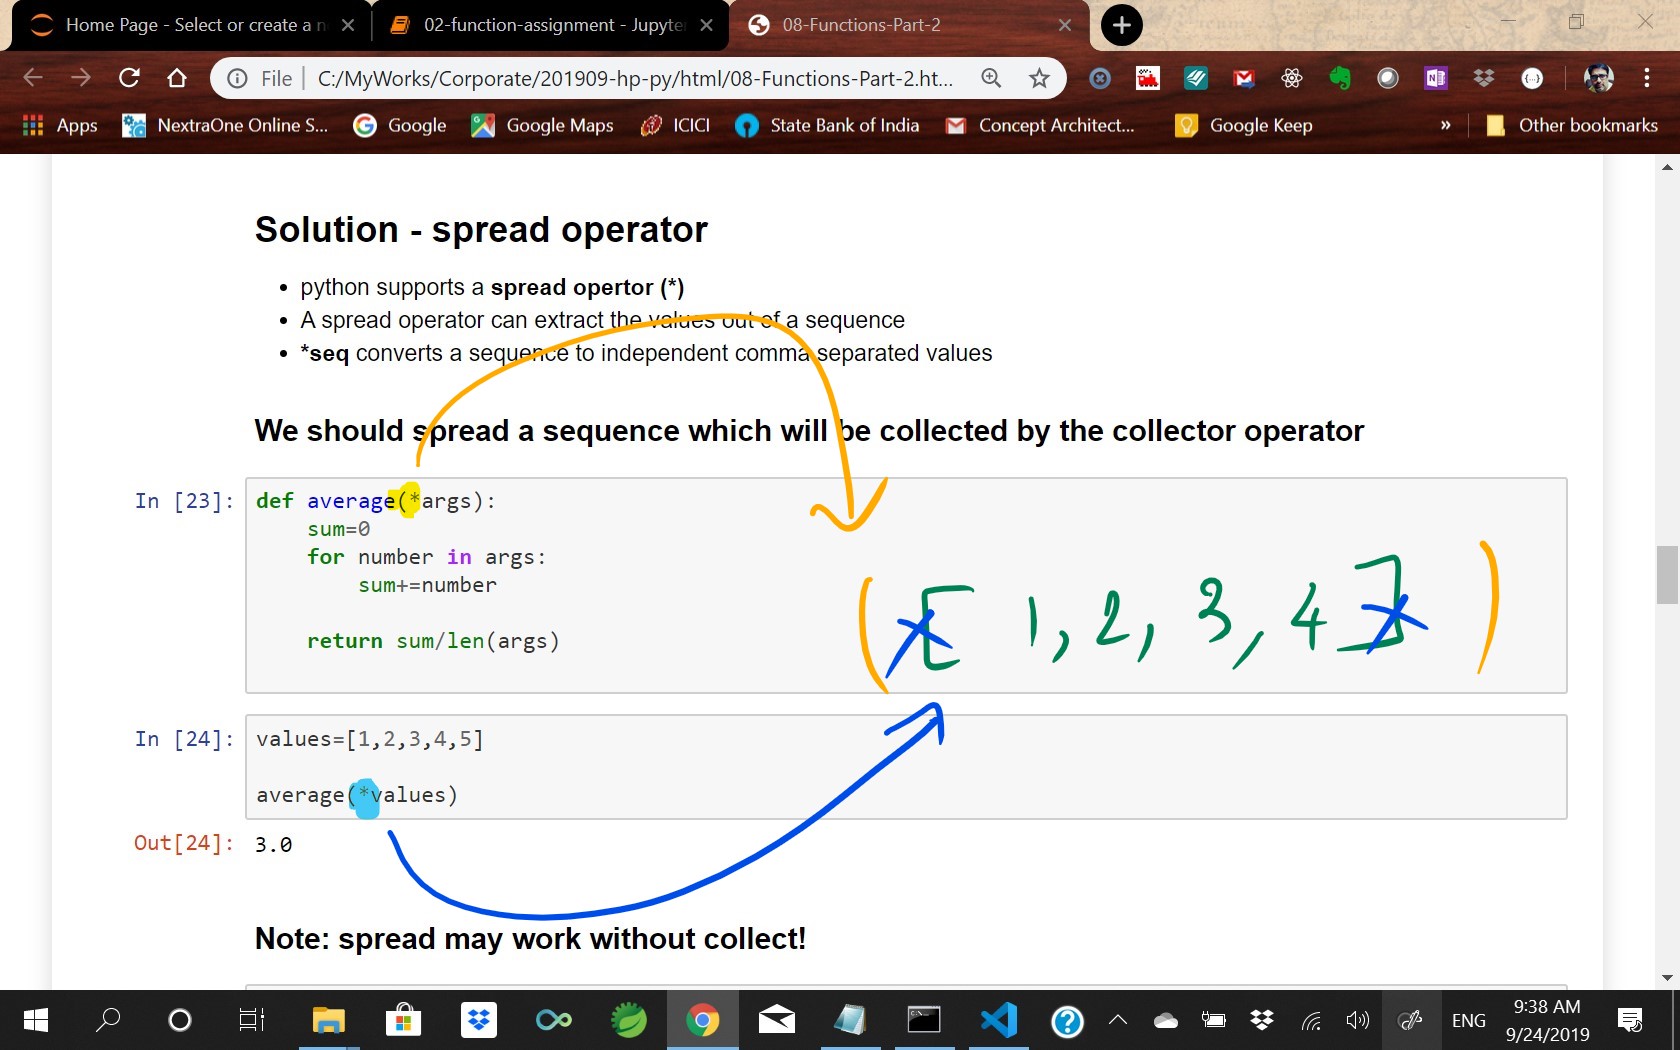 Home Page - Select or create a n
02-function-assignment - Jupyter
08-Functions-Part-2
File | C:/MyWorks/Corporate/201909-hp-py/html/08-Functions-Part-2.ht...
Apps NextraOne Online S... Google Google Maps ICICI State Bank of India Concept Architect... Google Keep » Other bookmarks
Solution - spread operator
• python supports a spread opertor (*)
• A spread operator can extract the values out of a sequence
• *seq converts a sequence to independent comma separated values
We should spread a sequence which will be collected by the collector operator
In [23]: def average(*args):
sum=0
for number in args:
sum+=number
return sum/len(args)
( [ 1, 2, 3, 4 ] )
In [24]: values=[1,2,3,4,5]
average(*values)
Out[24]: 3.0
Note: spread may work without collect!
ENG
9:38 AM
9/24/2019